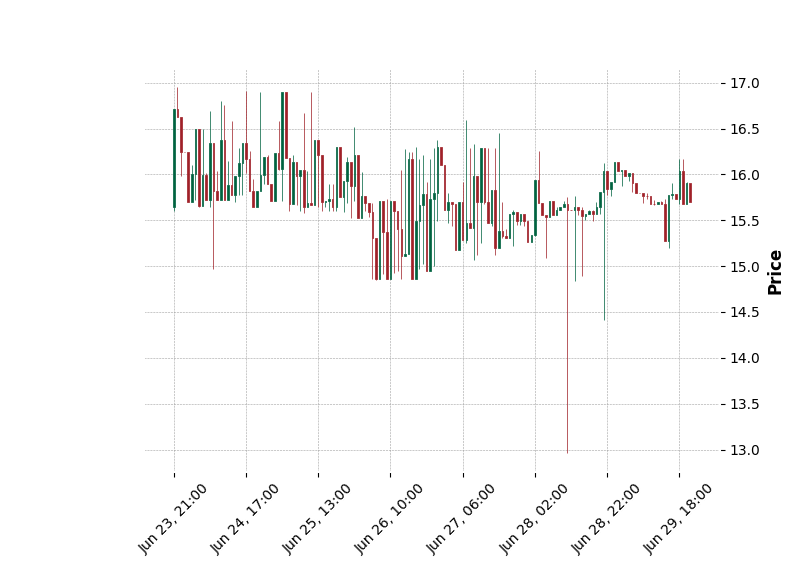 17.0
16.5
16.0
15.5
15.0
14.5
14.0
13.5
13.0
Price
Jun 23, 21:00
Jun 24, 17:00
Jun 25, 13:00
Jun 26, 10:00
Jun 27, 06:00
Jun 28, 02:00
Jun 28, 22:00
Jun 29, 18:00